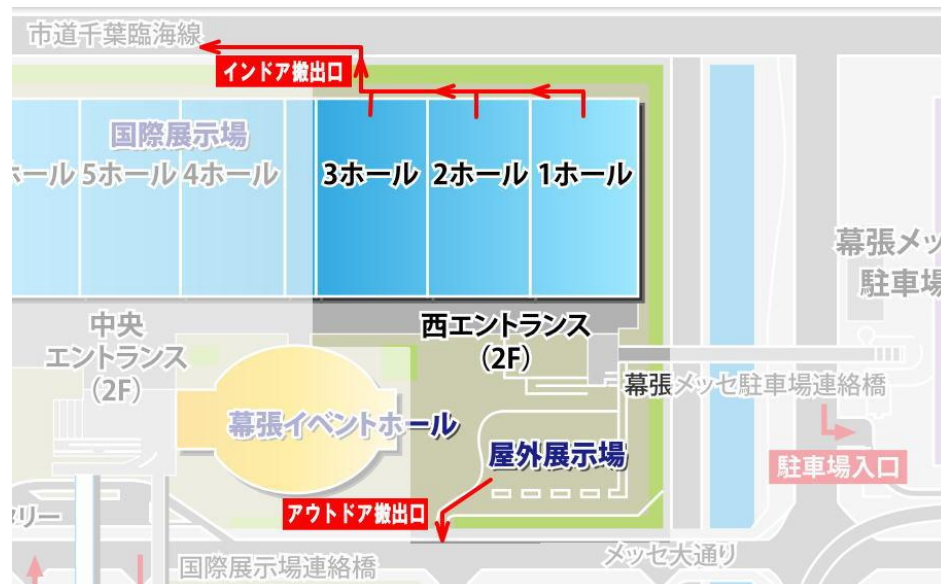 市道千葉臨海線
インドア搬出口
国際展示場
ホール
5ホール
4ホール
3ホール
2ホール
1ホール
幕張メッ
駐車場
中央
エントランス
(2F)
西エントランス
(2F)
幕張メッセ駐車場連絡橋
幕張イベントホール
屋外展示場
駐車場入口
アウトドア搬出口
タリー
国際展示場連絡橋
メッセ大通り